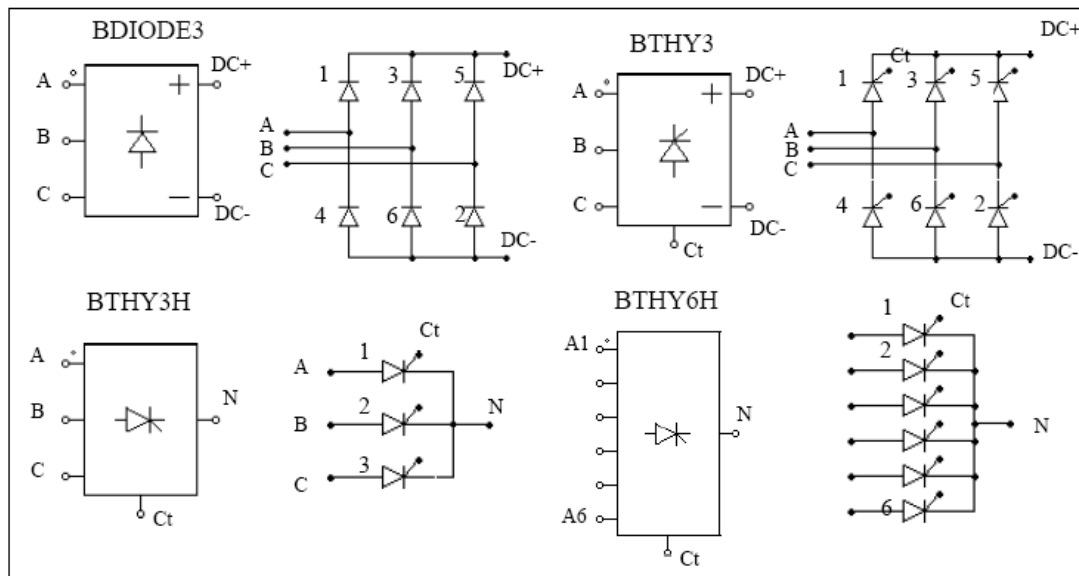 BDIODE3
A
B
C
+
DC+
DC-
1 3 5
DC+
A
B
C
4 6 2
DC-
BTHY3
A
B
C
+
DC+
DC-
Ct
DC+
Ct
1 3 5
A
B
C
4 6 2
DC-
BTHY3H
A
B
C
N
Ct
Ct
1
A
2
B
3
C
N
BTHY6H
A1
A6
N
Ct
1
Ct
2
6
N